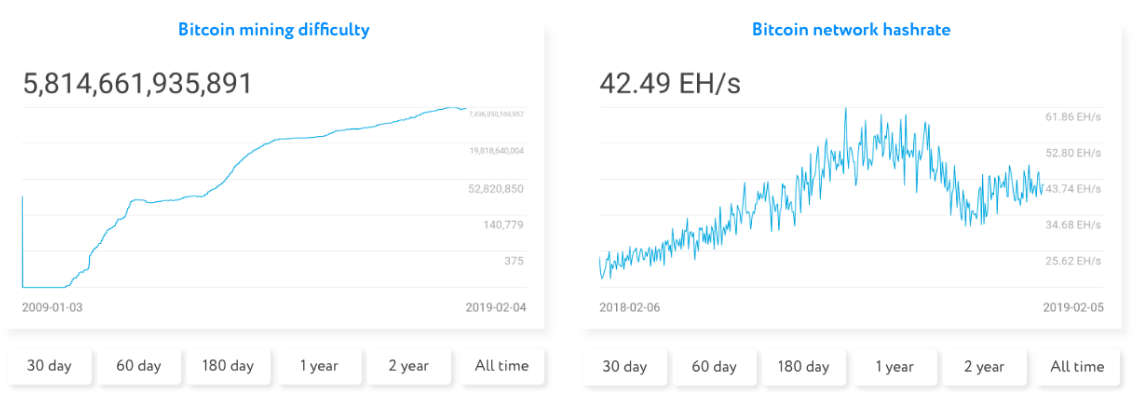 Bitcoin mining difficulty
5,814,661,935,891
7,436,050,169,957
19,818,640,004
52,820,850
140,779
375
2009-01-03 2019-02-04
30 day 60 day 180 day 1 year 2 year All time
Bitcoin network hashrate
42.49 EH/s
61.86 EH/s
52.80 EH/s
43.74 EH/s
34.68 EH/s
25.62 EH/s
2018-02-06 2019-02-05
30 day 60 day 180 day 1 year 2 year All time